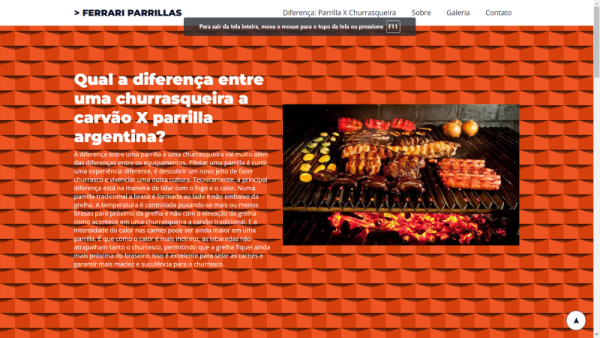 > FERRARI PARRILLAS
Diferença: Parrilla X Churrasqueira Sobre Galeria Contato
Para sair da tela inteira, mova o mouse para o topo da tela ou pressione F11
Qual a diferença entre
uma churrasqueira a
carvão X parrilla
argentina?
A diferença entre uma parrilla e uma churrasqueira vai muito além
das diferenças entre os equipamentos. Pilotar uma parrilla é curtir
uma experiência diferente, é descobrir um novo jeito de fazer
churrasco e vivenciar uma outra cultura. Tecnicamente, a principal
diferença está na maneira de lidar com o fogo e o calor. Numa
parrilla tradicional a brasa é formada ao lado e não embaixo da
grelha. A temperatura é controlada puxando-se mais ou menos
brasas para próximo da grelha e não com a elevação da grelha
como acontece em uma churrasqueira a carvão tradicional. E a
intensidade do calor nas carnes pode ser ainda maior em uma
parrilla. É que como o calor é mais indireto, as labaredas não
atrapalham tanto o churrasco, permitindo que a grelha fique ainda
mais próxima do braseiro. Isso é excelente para selar as carnes e
garantir mais maciez e suculência para o churrasco.